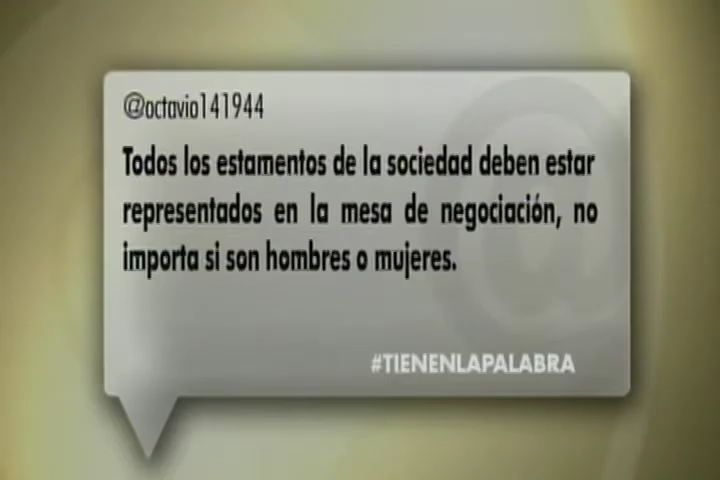 @octavio141944
Todos los estamentos de la sociedad deben estar
representados en la mesa de negociación, no
importa si son hombres o mujeres.
#TIENENLAPALABRA